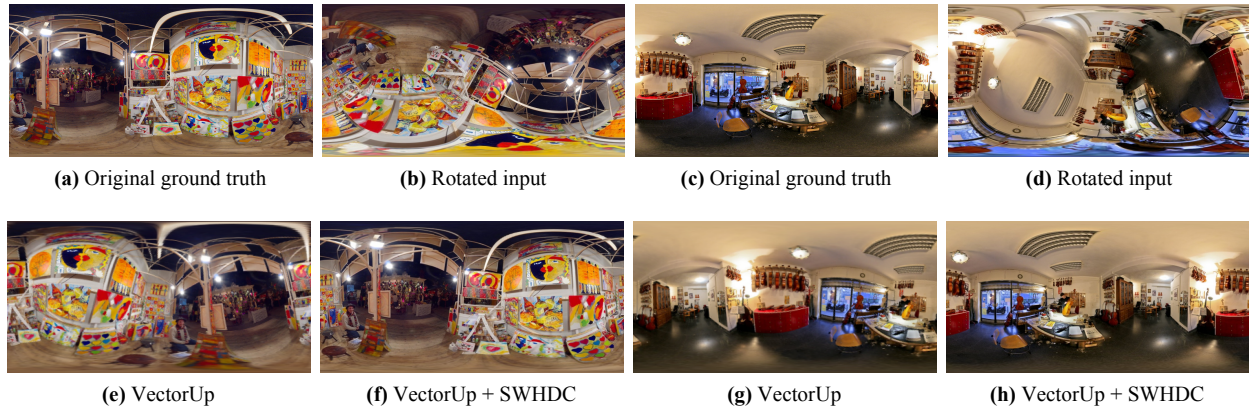 (a) Original ground truth
(b) Rotated input
(c) Original ground truth
(d) Rotated input
(e) VectorUp
(f) VectorUp + SWHDC
(g) VectorUp
(h) VectorUp + SWHDC